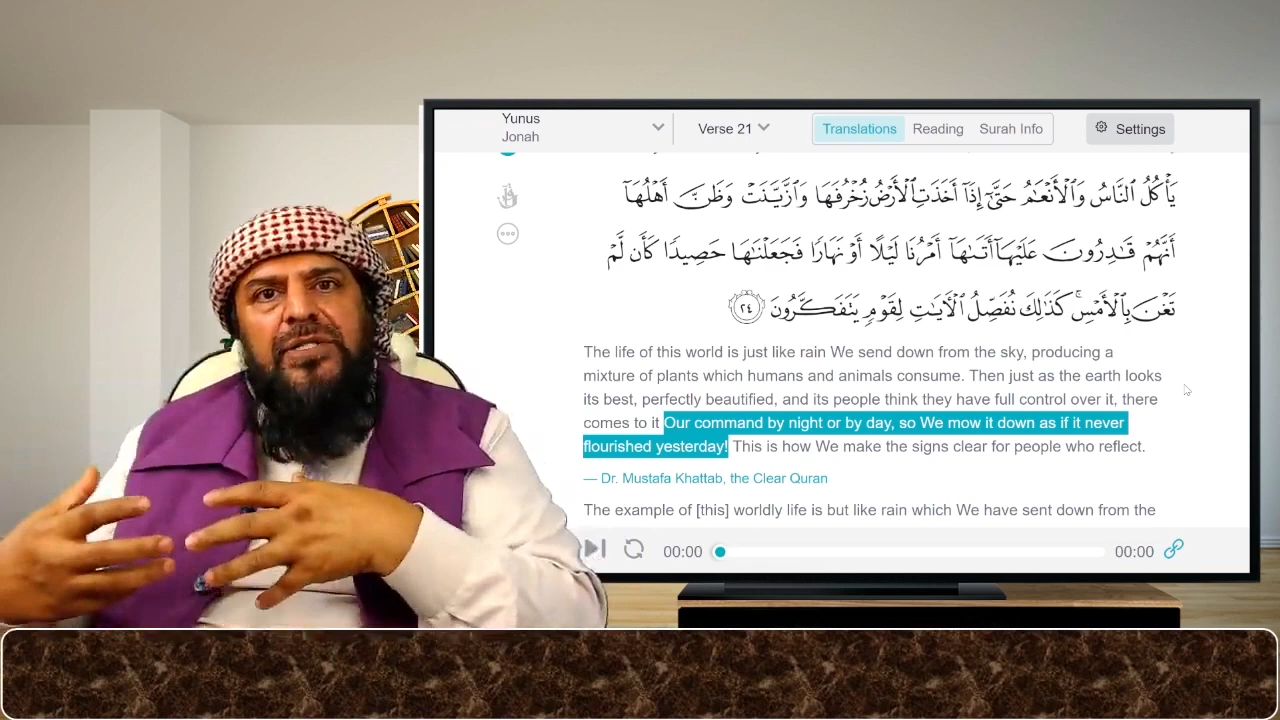 Yunus
Jonah
Verse 21
Translations
Reading
Surah Info
Settings
يَأْكُلُ ٱلنَّاسُ وَٱلْأَنْعَـٰمُ حَتَّىٰٓ إِذَآ أَخَذَتِ ٱلْأَرْضُ زُخْرُفَهَا وَٱزَّيَّنَتْ وَظَنَّ أَهْلُهَآ
أَنَّهُمْ قَـٰدِرُونَ عَلَيْهَآ أَتَىٰهَآ أَمْرُنَا لَيْلًا أَوْ نَهَارًا فَجَعَلْنَـٰهَا حَصِيدًا كَأَن لَّمْ
تَغْنَ بِٱلْأَمْسِ ۚ كَذَٰلِكَ نُفَصِّلُ ٱلْـَٔايَـٰتِ لِقَوْمٍ يَتَفَكَّرُونَ ٢٤
The life of this world is just like rain We send down from the sky, producing a
mixture of plants which humans and animals consume. Then just as the earth looks
its best, perfectly beautified, and its people think they have full control over it, there
comes to it Our command by night or by day, so We mow it down as if it never
flourished yesterday! This is how We make the signs clear for people who reflect.
— Dr. Mustafa Khattab, the Clear Quran
The example of [this] worldly life is but like rain which We have sent down from the
00:00
00:00